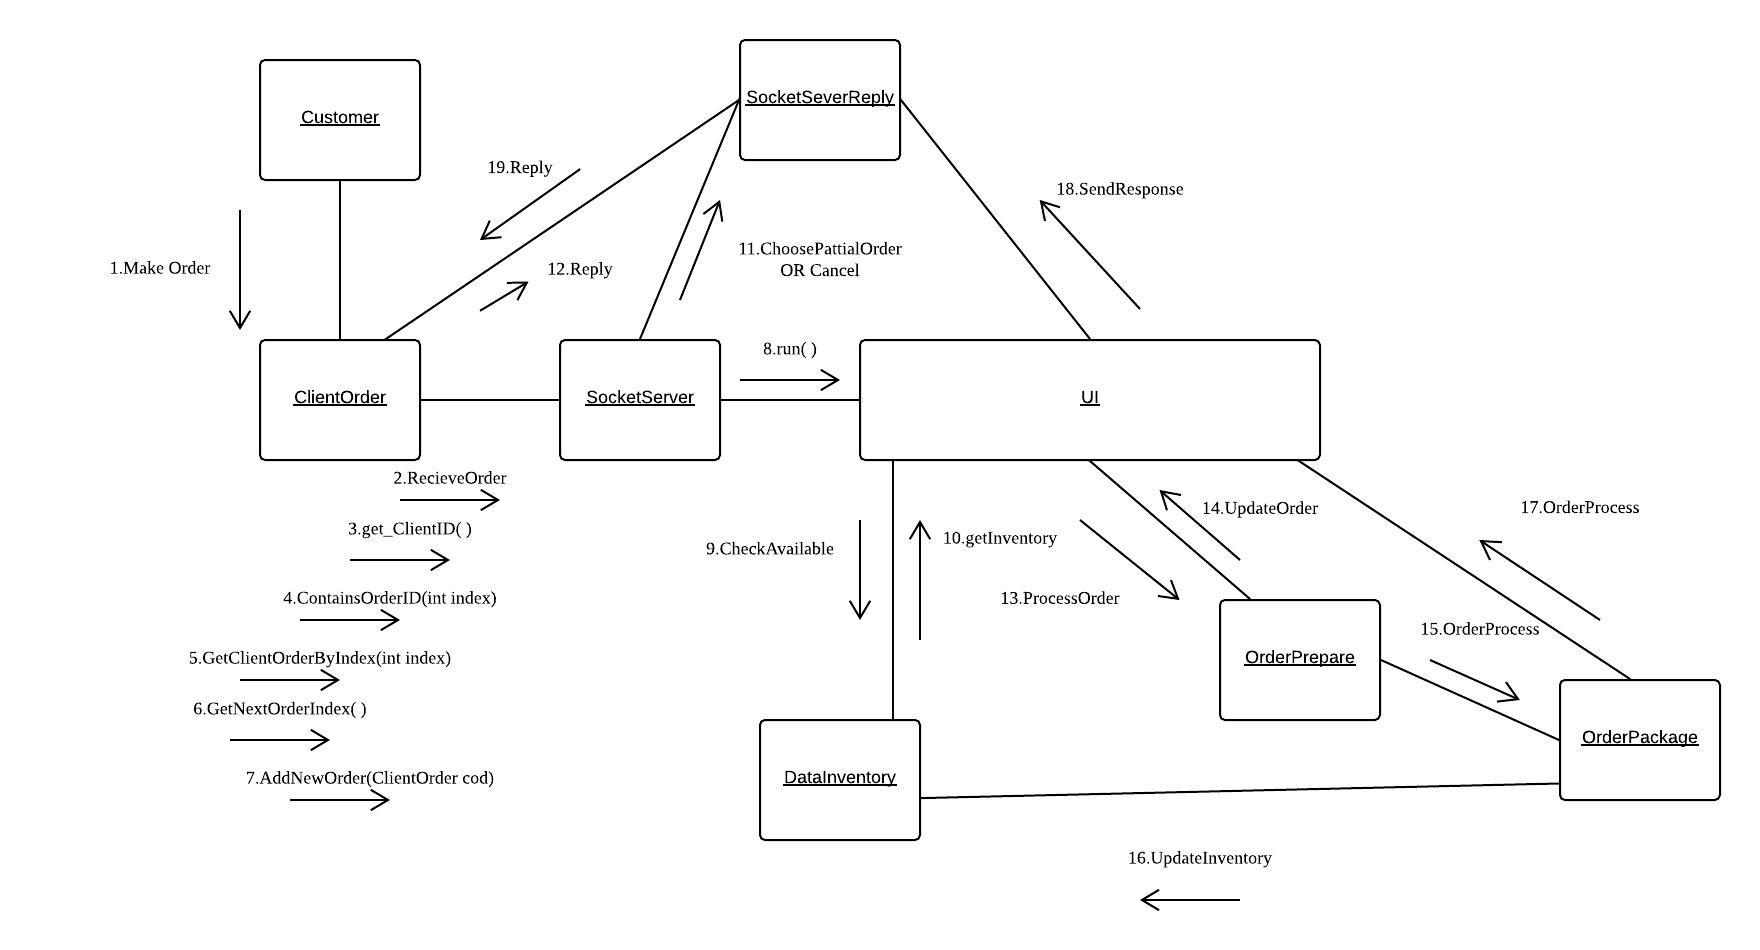 SocketSeverReply
Customer
19.Reply
18.SendResponse
11.ChoosePattialOrder
OR Cancel
1.Make Order
12.Reply
8.run( )
ClientOrder
SocketServer
UI
2.RecieveOrder
3.get_ClientID( )
9.CheckAvailable
10.getInventory
14.UpdateOrder
17.OrderProcess
4.ContainsOrderID(int index)
13.ProcessOrder
15.OrderProcess
5.GetClientOrderByIndex(int index)
OrderPrepare
6.GetNextOrderIndex( )
OrderPackage
7.AddNewOrder(ClientOrder cod)
DataInventory
16.UpdateInventory